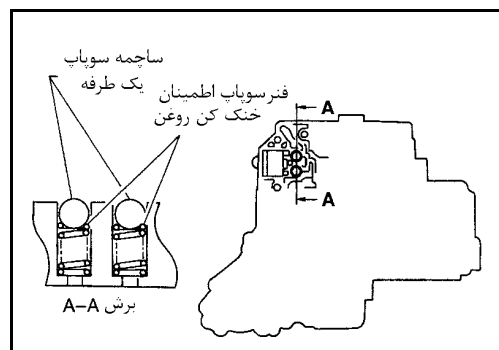 ساچمه سوپاپ
یک طرفه
فنر سوپاپ اطمینان
خنک کن روغن
A
A
برش A–A